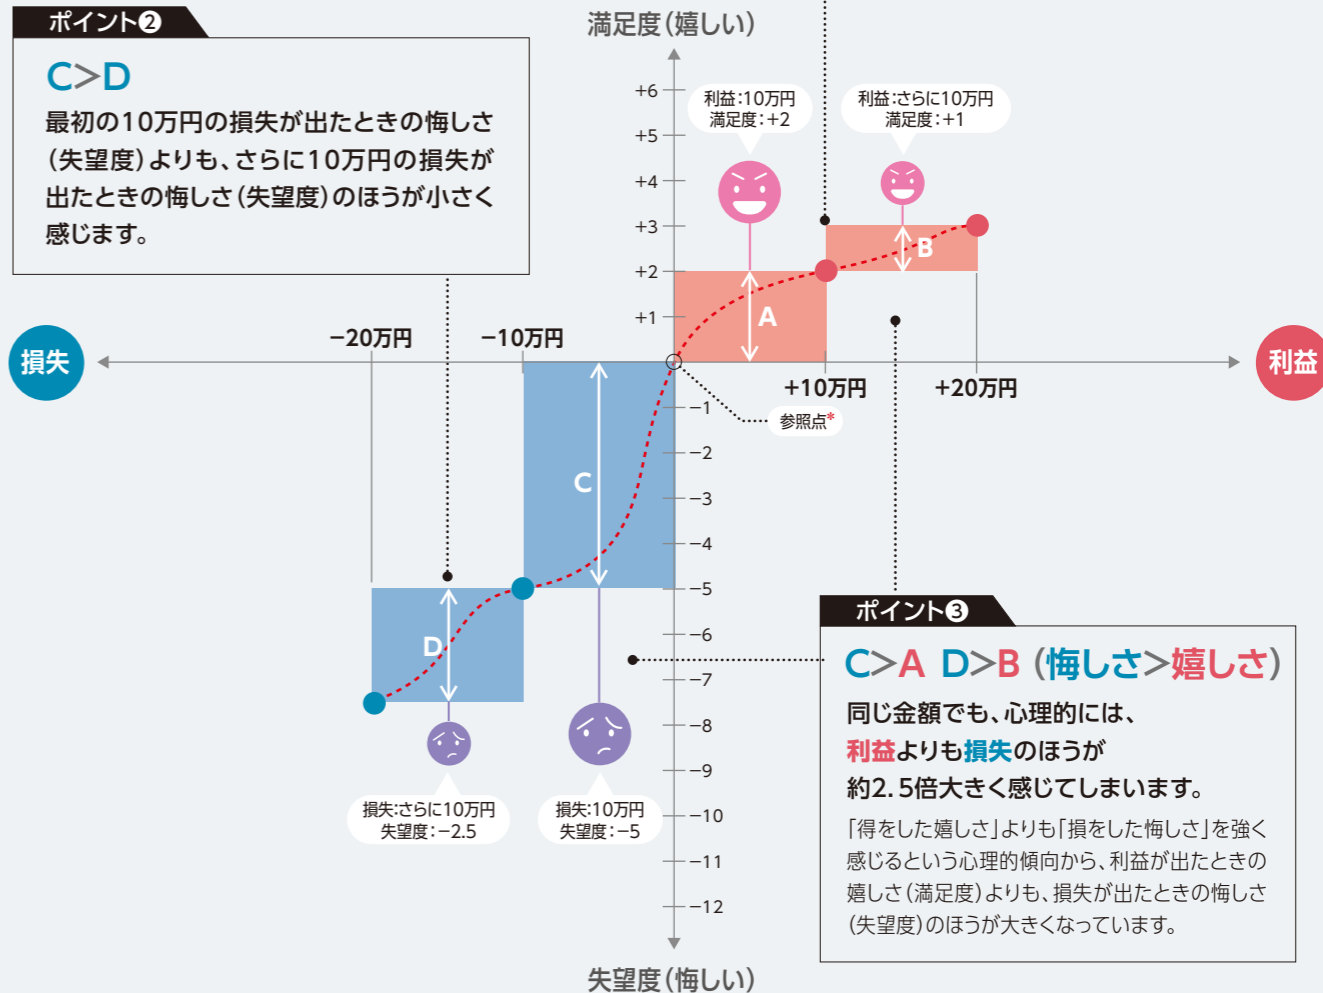 ポイント❷
C>D
最初の10万円の損失が出たときの悔しさ
(失望度)よりも、さらに10万円の損失が
出たときの悔しさ(失望度)のほうが小さく
感じます。
満足度(嬉しい)
+6
+5
+4
+3
+2
+1
利益:10万円
満足度:+2
利益:さらに10万円
満足度:+1
A
B
損失
−20万円
−10万円
+10万円
+20万円
利益
参照点*
−1
−2
−3
−4
−5
−6
−7
−8
−9
−10
−11
−12
C
D
損失:さらに10万円
失望度:−2.5
損失:10万円
失望度:−5
失望度(悔しい)
ポイント❸
C>A D>B (悔しさ>嬉しさ)
同じ金額でも、心理的には、
利益よりも損失のほうが
約2.5倍大きく感じてしまいます。
「得をした嬉しさ」よりも「損をした悔しさ」を強く
感じるという心理的傾向から、利益が出たときの
嬉しさ(満足度)よりも、損失が出たときの悔しさ
(失望度)のほうが大きくなっています。